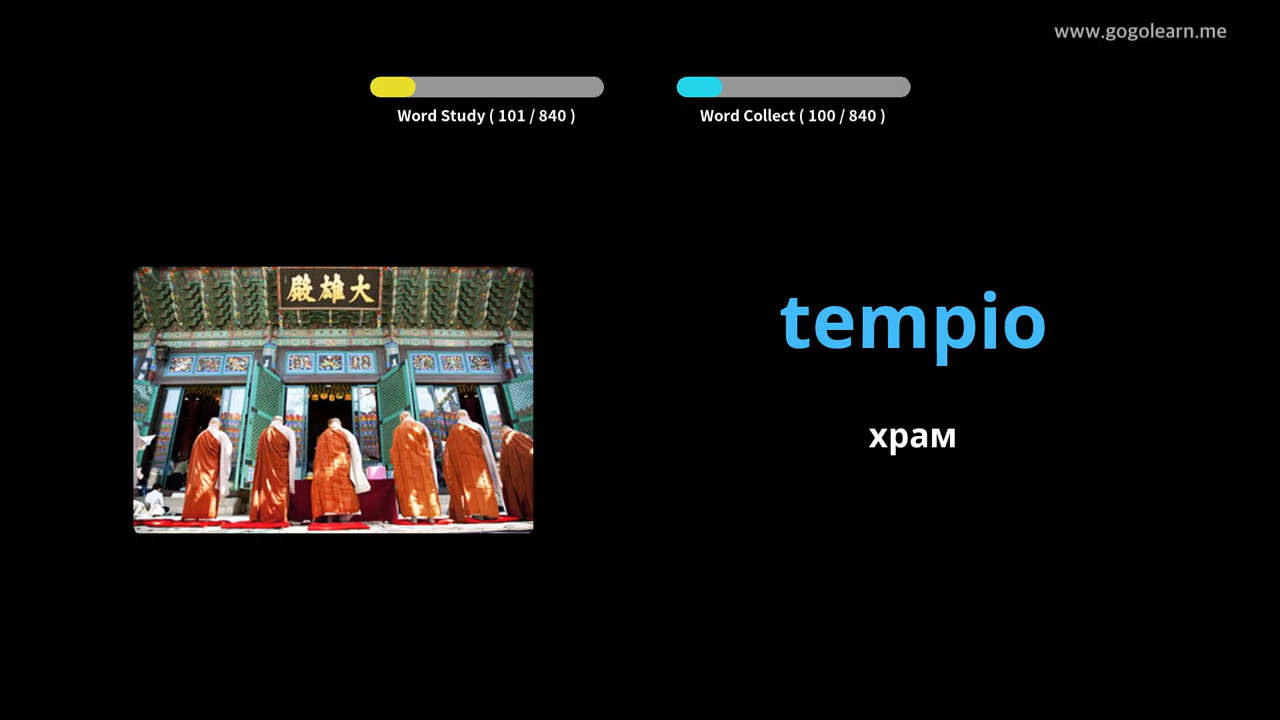 www.gogolearn.me
Word Study ( 101 / 840 )
Word Collect ( 100 / 840 )
殿雄大
tempio
храм